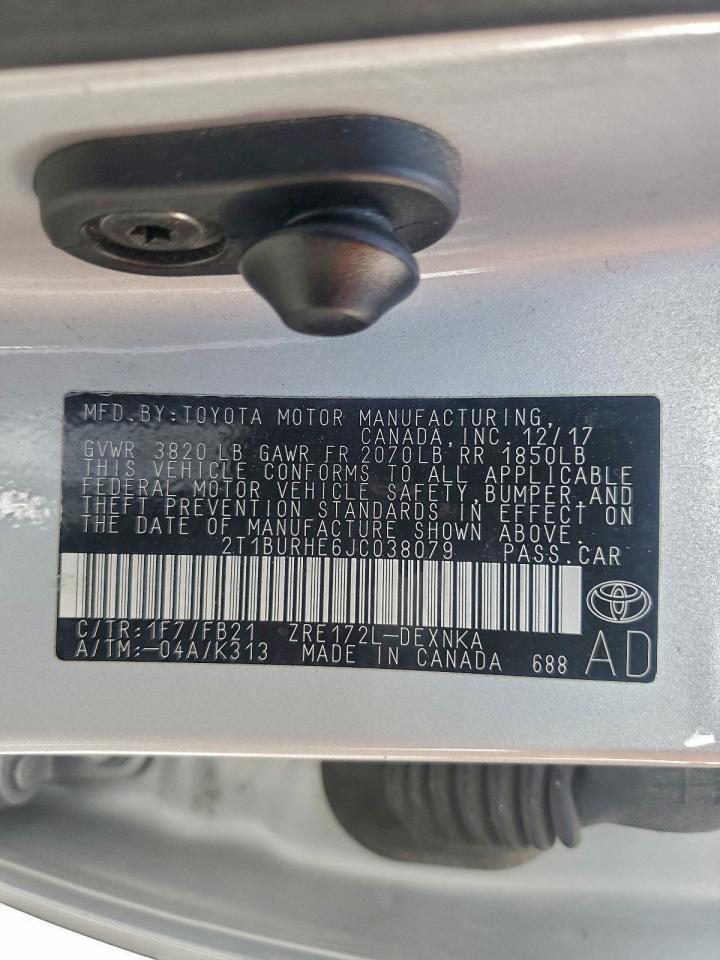 MFD. BY: TOYOTA MOTOR MANUFACTURING,
CANADA, INC. 12/17
GVWR 3820 LB GAWR FR 2070LB, RR 1850LB
THIS VEHICLE CONFORMS TO ALL APPLICABLE
FEDERAL MOTOR VEHICLE SAFETY, BUMPER, AND
THEFT PREVENTION STANDARDS IN EFFECT ON
THE DATE OF MANUFACTURE SHOWN ABOVE.
2T1BURHE6JC038079 PASS. CAR
C/TR: 1F7/FB21 ZRE172L-DEXNKA
A/TM: -04A/K313 MADE IN CANADA 688 AD